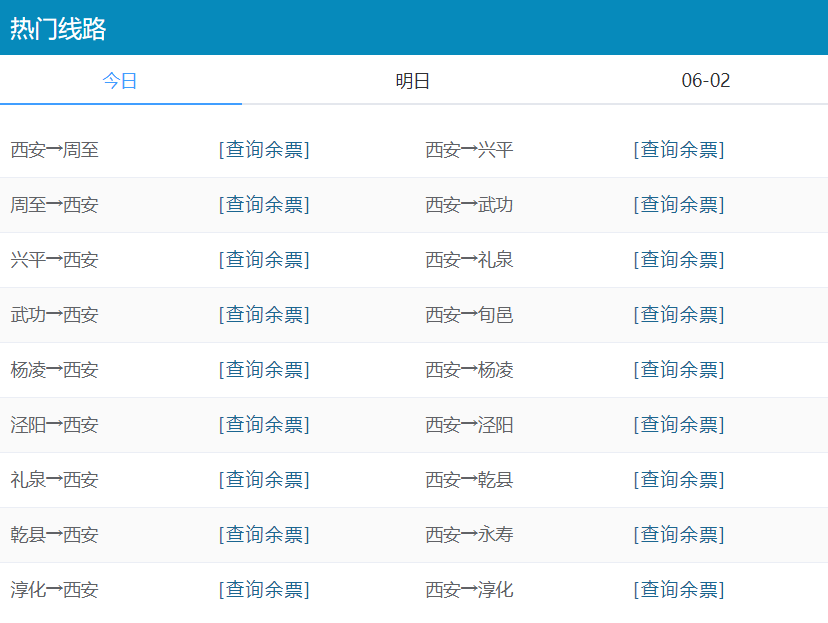 热门线路
今日 明日 06-02
西安→周至 [查询余票] 西安→兴平 [查询余票]
周至→西安 [查询余票] 西安→武功 [查询余票]
兴平→西安 [查询余票] 西安→礼泉 [查询余票]
武功→西安 [查询余票] 西安→旬邑 [查询余票]
杨凌→西安 [查询余票] 西安→杨凌 [查询余票]
泾阳→西安 [查询余票] 西安→泾阳 [查询余票]
礼泉→西安 [查询余票] 西安→乾县 [查询余票]
乾县→西安 [查询余票] 西安→永寿 [查询余票]
淳化→西安 [查询余票] 西安→淳化 [查询余票]